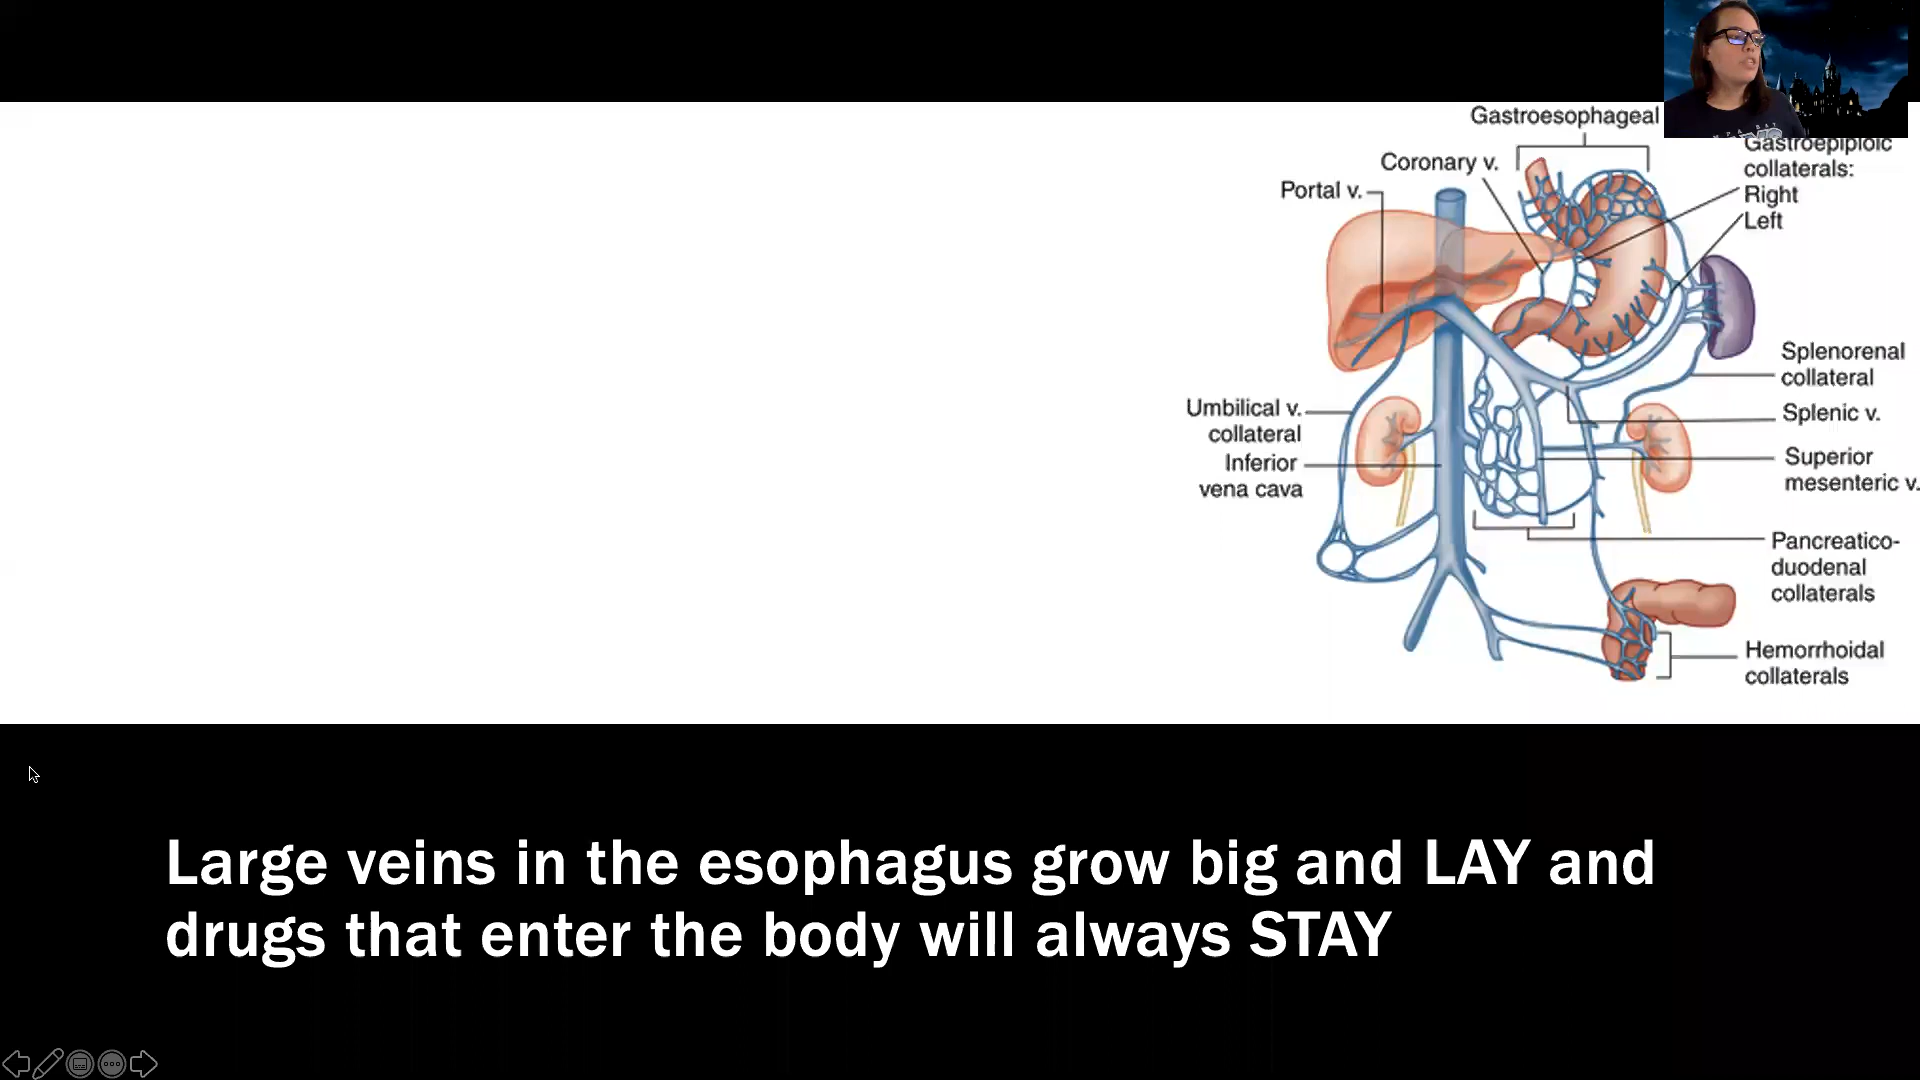 Gastroesophageal
Coronary v.
Portal v.
Gastroepiploic
collaterals:
Right
Left
Splenorenal
collateral
Splenic v.
Umbilical v.
collateral
Inferior
vena cava
Superior
mesenteric v.
Pancreatico-
duodenal
collaterals
Hemorrhoidal
collaterals
Large veins in the esophagus grow big and LAY and
drugs that enter the body will always STAY